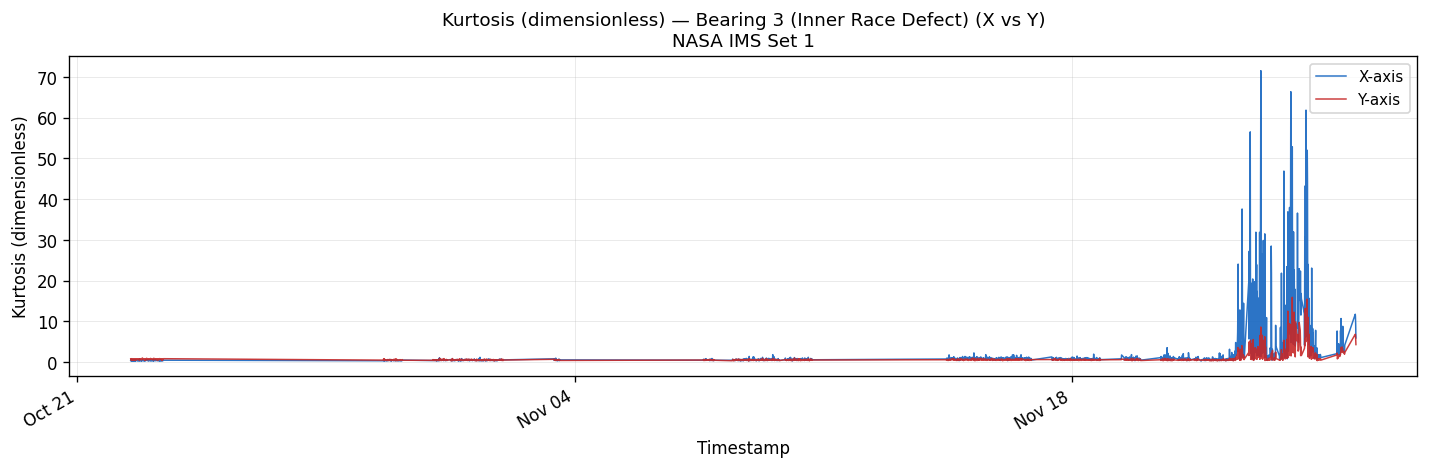 Kurtosis (dimensionless) — Bearing 3 (Inner Race Defect) (X vs Y)
NASA IMS Set 1
Kurtosis (dimensionless)
70
60
50
40
30
20
10
0
X-axis
Y-axis
Oct 21
Nov 04
Nov 18
Timestamp